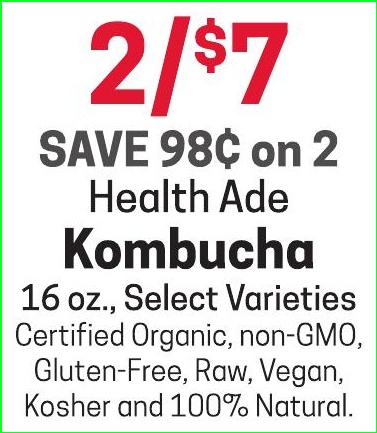 2/$7
SAVE 98¢ on 2
Health Ade
Kombucha
16 oz., Select Varieties
Certified Organic, non-GMO,
Gluten-Free, Raw, Vegan,
Kosher and 100% Natural.